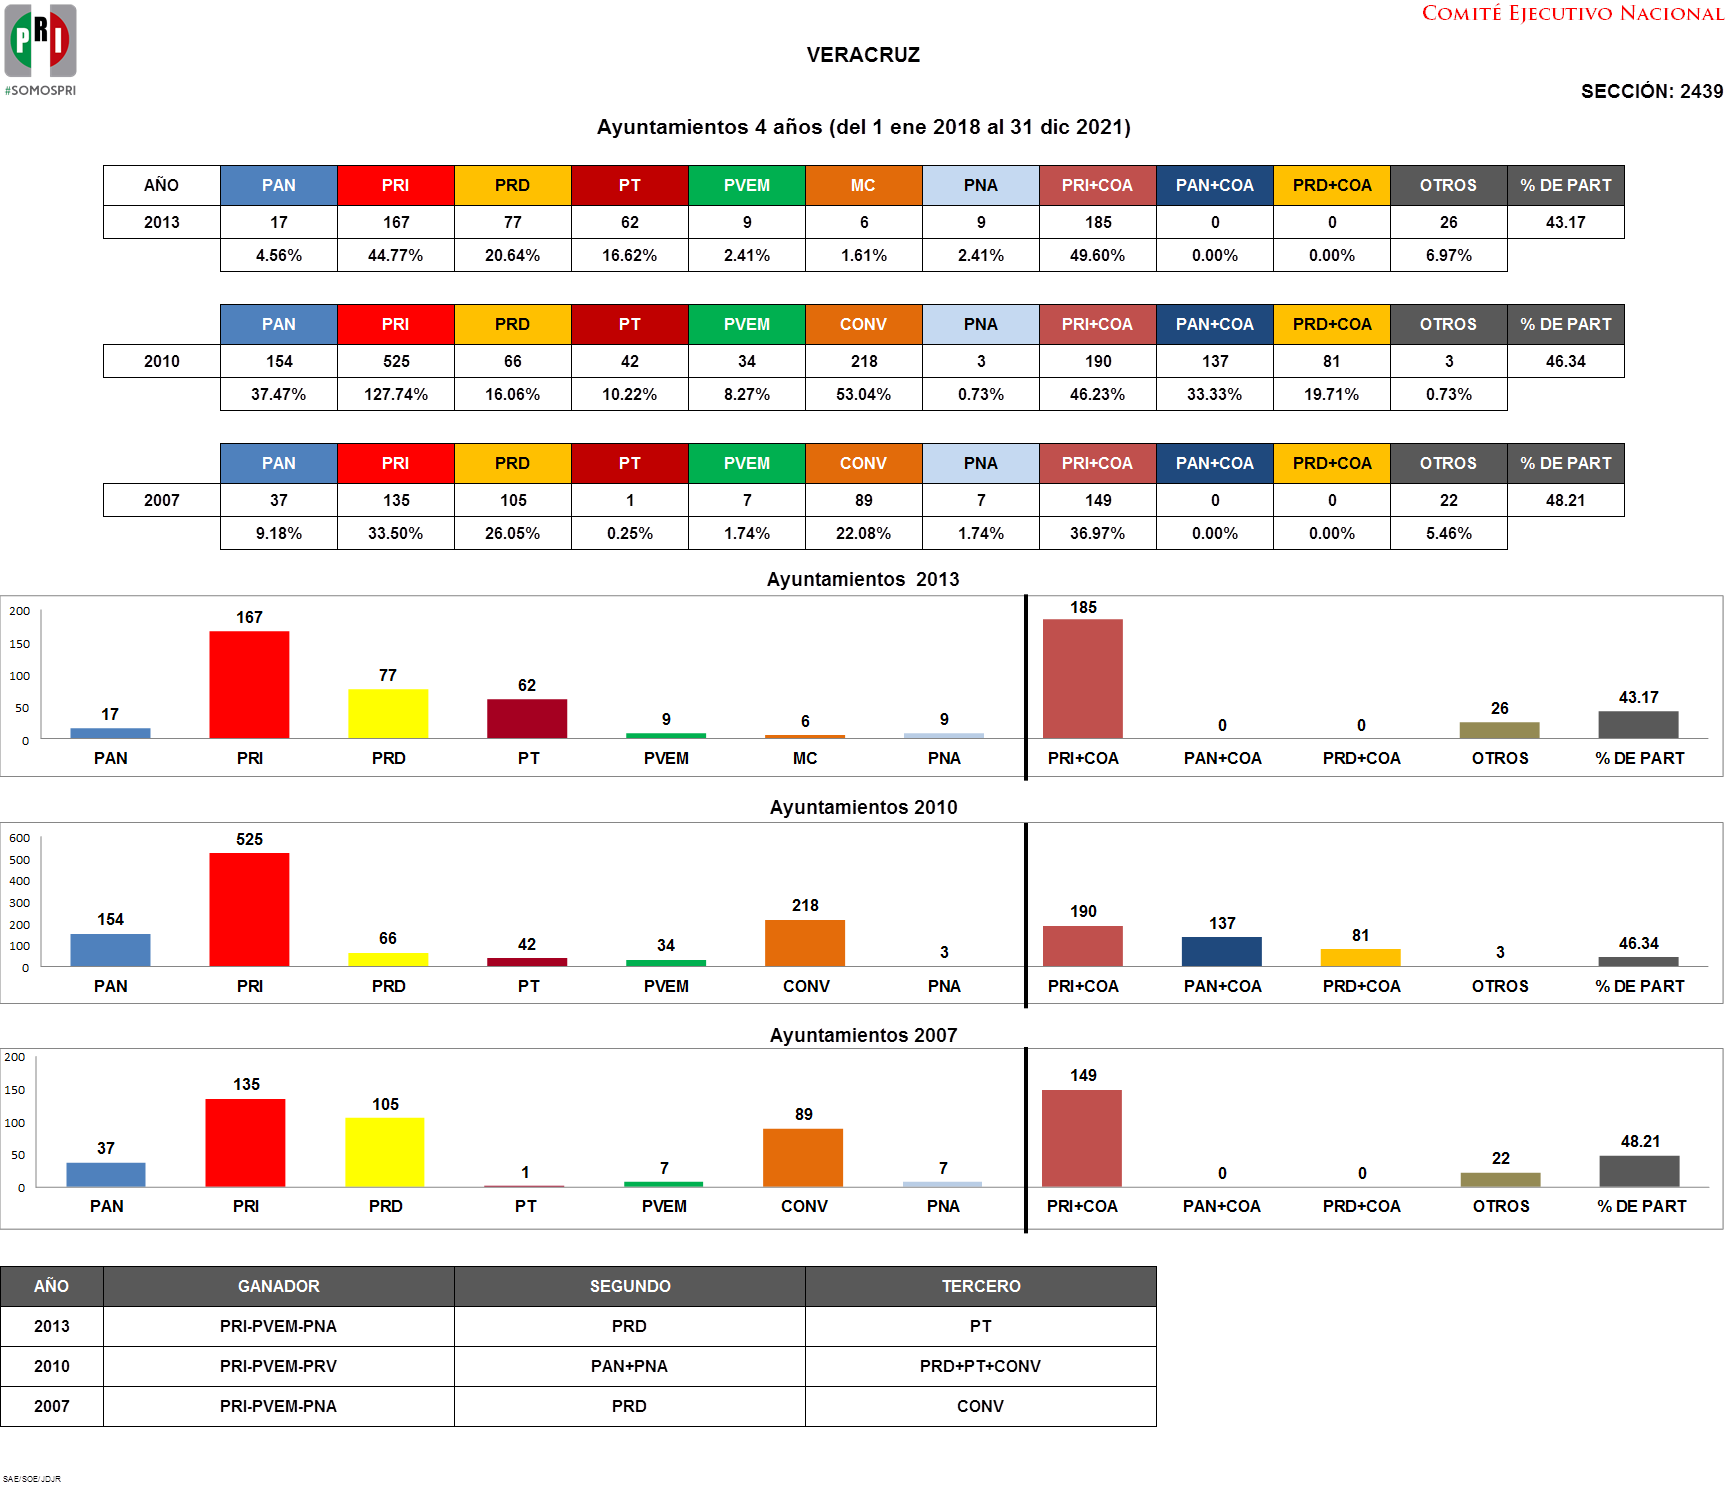 PRI
#SOMOSPRI
COMITÉ EJECUTIVO NACIONAL
VERACRUZ
SECCIÓN: 2439
Ayuntamientos 4 años (del 1 ene 2018 al 31 dic 2021)
AÑO PAN PRI PRD PT PVEM MC PNA PRI+COA PAN+COA PRD+COA OTROS % DE PART
2013 17 167 77 62 9 6 9 185 0 0 26 43.17
4.56% 44.77% 20.64% 16.62% 2.41% 1.61% 2.41% 49.60% 0.00% 0.00% 6.97%
PAN PRI PRD PT PVEM CONV PNA PRI+COA PAN+COA PRD+COA OTROS % DE PART
2010 154 525 66 42 34 218 3 190 137 81 3 46.34
37.47% 127.74% 16.06% 10.22% 8.27% 53.04% 0.73% 46.23% 33.33% 19.71% 0.73%
PAN PRI PRD PT PVEM CONV PNA PRI+COA PAN+COA PRD+COA OTROS % DE PART
2007 37 135 105 1 7 89 7 149 0 0 22 48.21
9.18% 33.50% 26.05% 0.25% 1.74% 22.08% 1.74% 36.97% 0.00% 0.00% 5.46%
Ayuntamientos 2013
200
150
100
50
0
17 167 77 62 9 6 9 185 0 0 26 43.17
PAN PRI PRD PT PVEM MC PNA PRI+COA PAN+COA PRD+COA OTROS % DE PART
Ayuntamientos 2010
600
500
400
300
200
100
0
154 525 66 42 34 218 3 190 137 81 3 46.34
PAN PRI PRD PT PVEM CONV PNA PRI+COA PAN+COA PRD+COA OTROS % DE PART
Ayuntamientos 2007
200
150
100
50
0
37 135 105 1 7 89 7 149 0 0 22 48.21
PAN PRI PRD PT PVEM CONV PNA PRI+COA PAN+COA PRD+COA OTROS % DE PART
AÑO GANADOR SEGUNDO TERCERO
2013 PRI-PVEM-PNA PRD PT
2010 PRI-PVEM-PRV PAN+PNA PRD+PT+CONV
2007 PRI-PVEM-PNA PRD CONV
SAE/SOE/JDJR